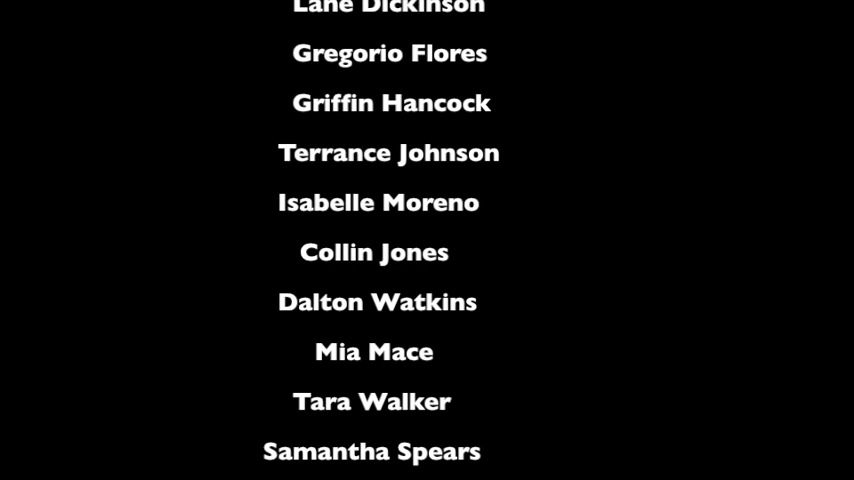 Lane Dickinson
Gregorio Flores
Griffin Hancock
Terrance Johnson
Isabelle Moreno
Collin Jones
Dalton Watkins
Mia Mace
Tara Walker
Samantha Spears